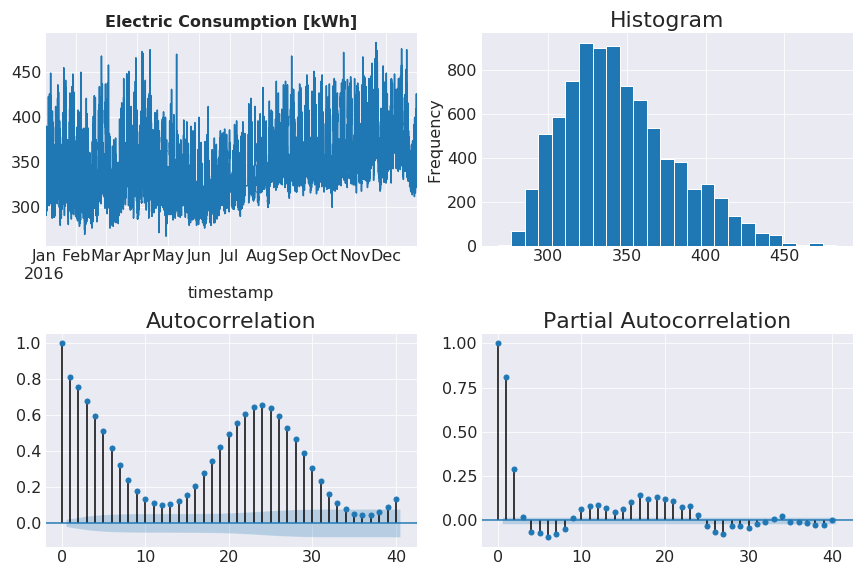 Electric Consumption [kWh]
450
400
350
300
Jan Feb Mar Apr May Jun Jul Aug Sep Oct Nov Dec
2016
timestamp
Histogram
Frequency
800
600
400
200
0
300 350 400 450
Autocorrelation
1.0
0.8
0.6
0.4
0.2
0.0
0 10 20 30 40
Partial Autocorrelation
1.00
0.75
0.50
0.25
0.00
0 10 20 30 40